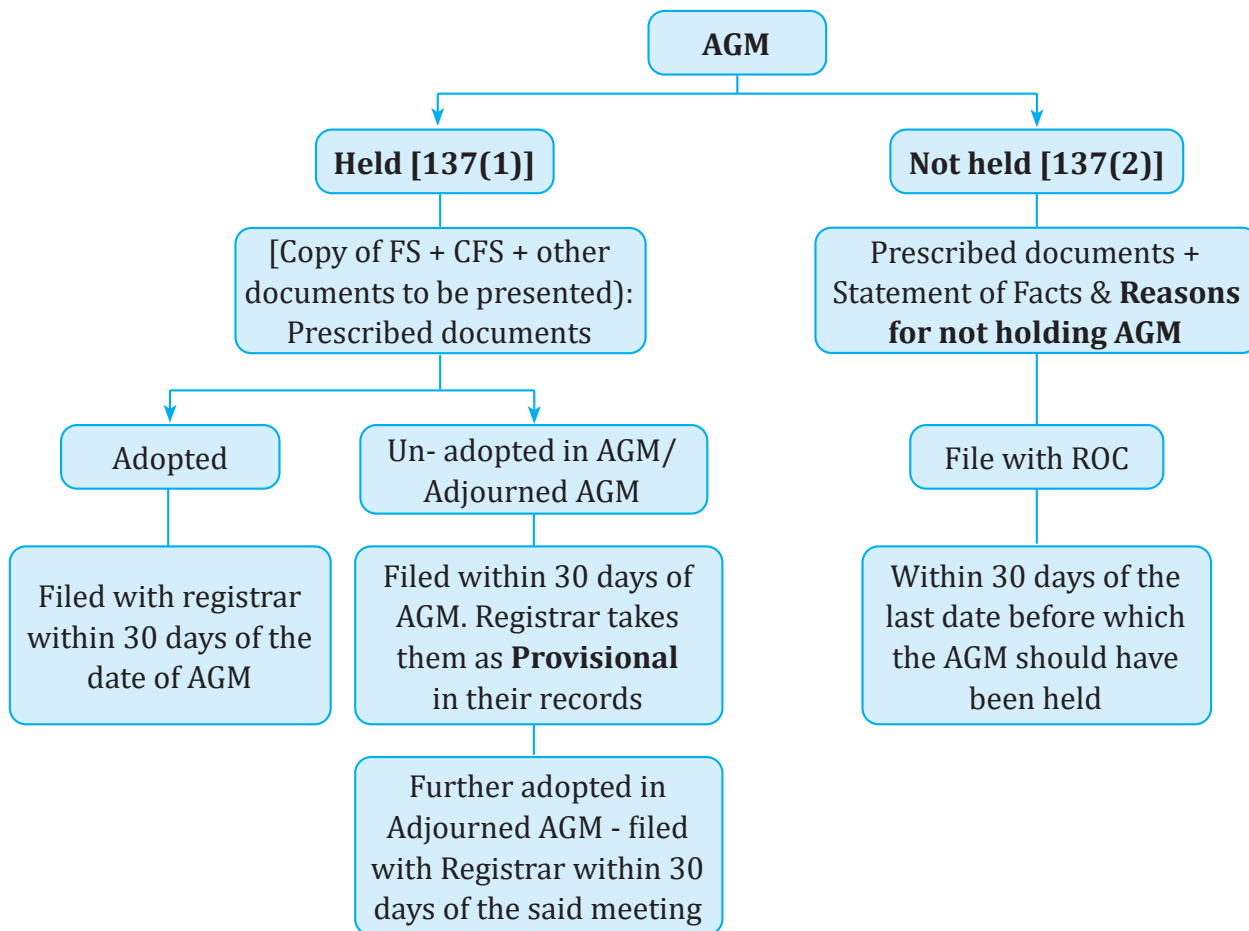 AGM
Held [137(1)]
Not held [137(2)]
[Copy of FS + CFS + other
documents to be presented):
Prescribed documents
Prescribed documents +
Statement of Facts & Reasons
for not holding AGM
Adopted
Un- adopted in AGM/
Adjourned AGM
File with ROC
Filed with registrar
within 30 days of the
date of AGM
Filed within 30 days of
AGM. Registrar takes
them as Provisional
in their records
Within 30 days of the
last date before which
the AGM should have
been held
Further adopted in
Adjourned AGM - filed
with Registrar within 30
days of the said meeting